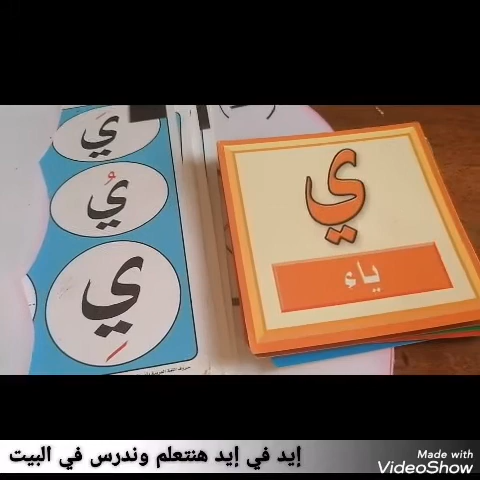 يَ
يُ
يِ
ي
ياء
إيد في إيد هنتعلم وندرس في البيت
Made with
VideoShow